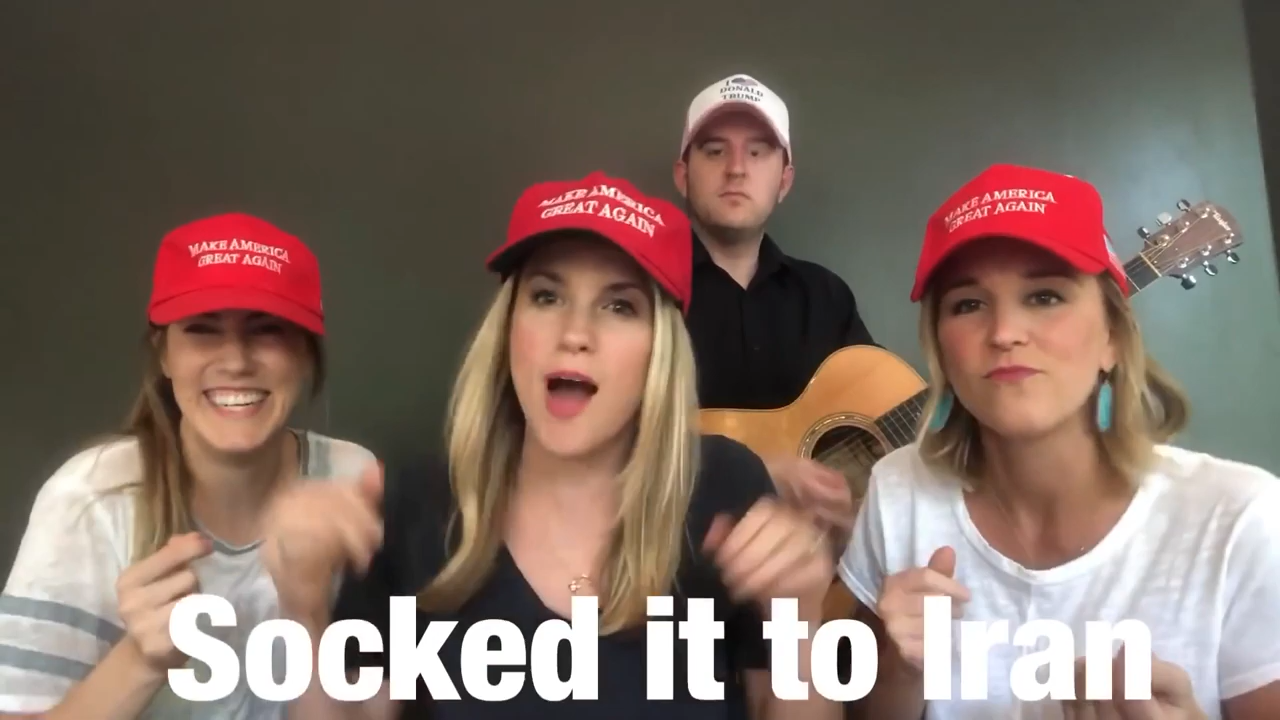 I
DONALD
TRUMP
MAKE AMERICA
GREAT AGAIN
MAKE AMERICA
GREAT AGAIN
MAKE AMERICA
GREAT AGAIN
Socked it to Iran